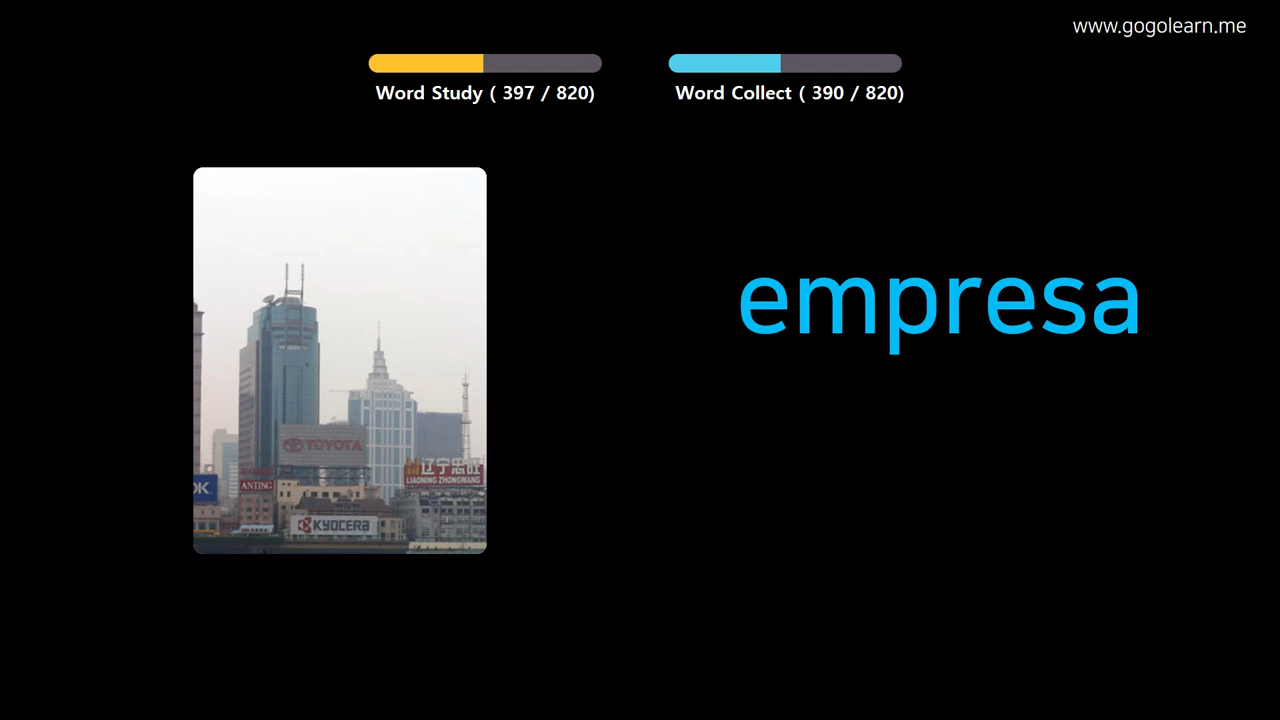 www.gogolearn.me
Word Study ( 397 / 820)
Word Collect ( 390 / 820)
empresa
TOYOTA
辽宁忠旺
LIAONING ZHONGWANG
OK
ANTING
KYOCERA